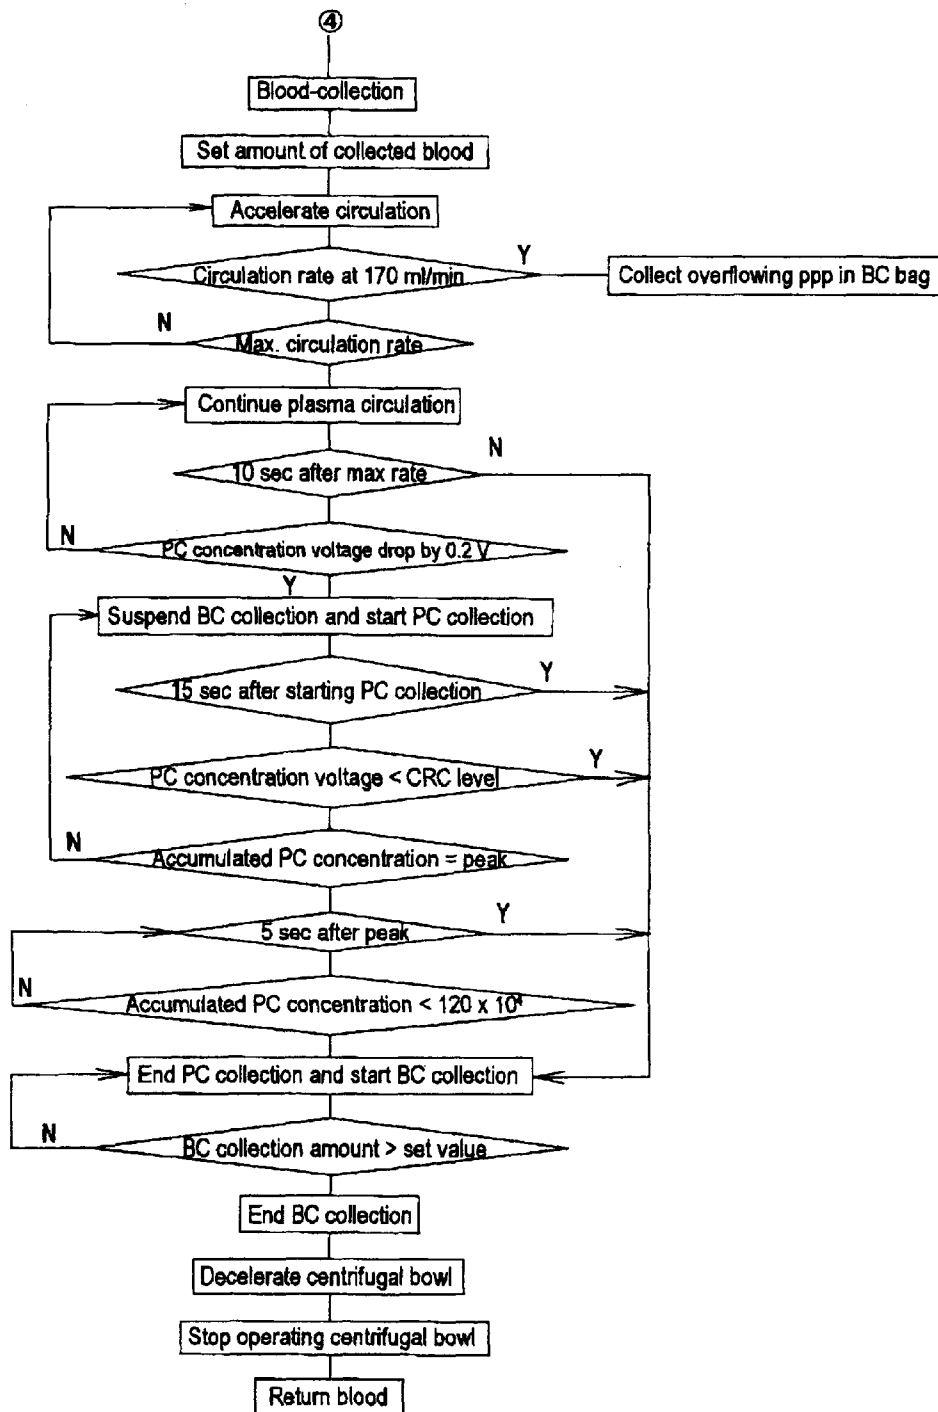 ④
Blood-collection
Set amount of collected blood
Accelerate circulation
Y
Circulation rate at 170 ml/min
Collect overflowing ppp in BC bag
N
Max. circulation rate
Continue plasma circulation
N
10 sec after max rate
N
PC concentration voltage drop by 0.2 V
Y
Suspend BC collection and start PC collection
Y
15 sec after starting PC collection
Y
PC concentration voltage < CRC level
N
Accumulated PC concentration = peak
Y
5 sec after peak
N
Accumulated PC concentration < 120 x 10⁴
End PC collection and start BC collection
N
BC collection amount > set value
End BC collection
Decelerate centrifugal bowl
Stop operating centrifugal bowl
Return blood